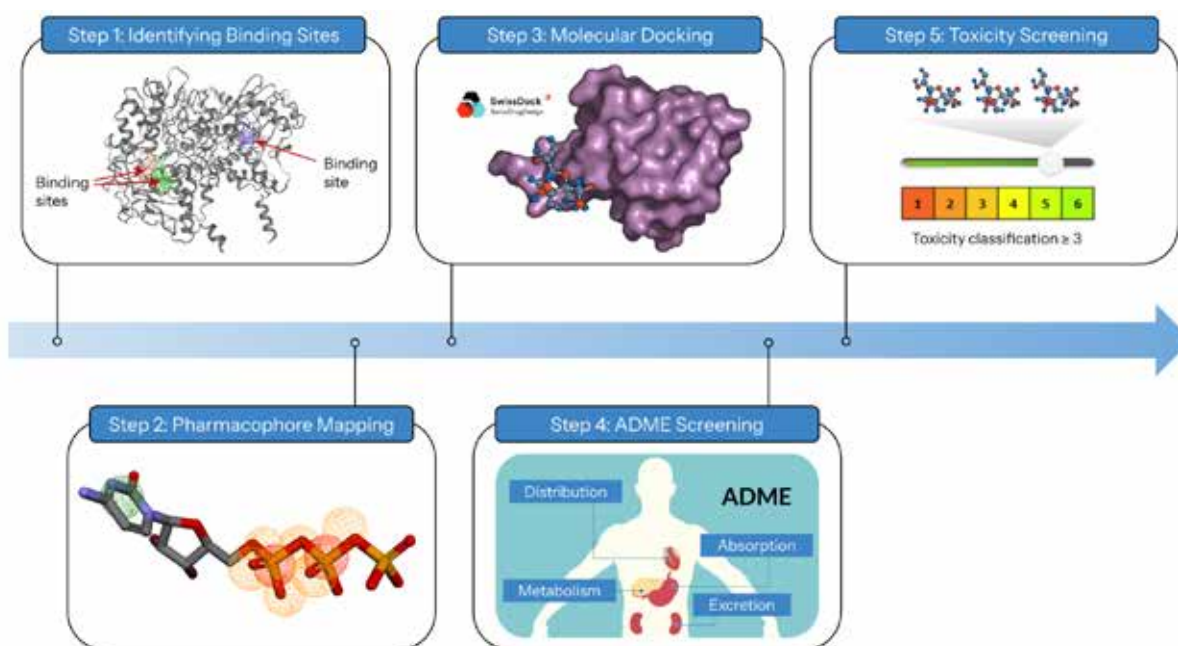 Step 1: Identifying Binding Sites
Binding
sites
Binding
site
Step 2: Pharmacophore Mapping
Step 3: Molecular Docking
SwissDock
SwissDrugDesign
Step 4: ADME Screening
ADME
Distribution
Absorption
Metabolism
Excretion
Step 5: Toxicity Screening
1 2 3 4 5 6
Toxicity classification ≥ 3